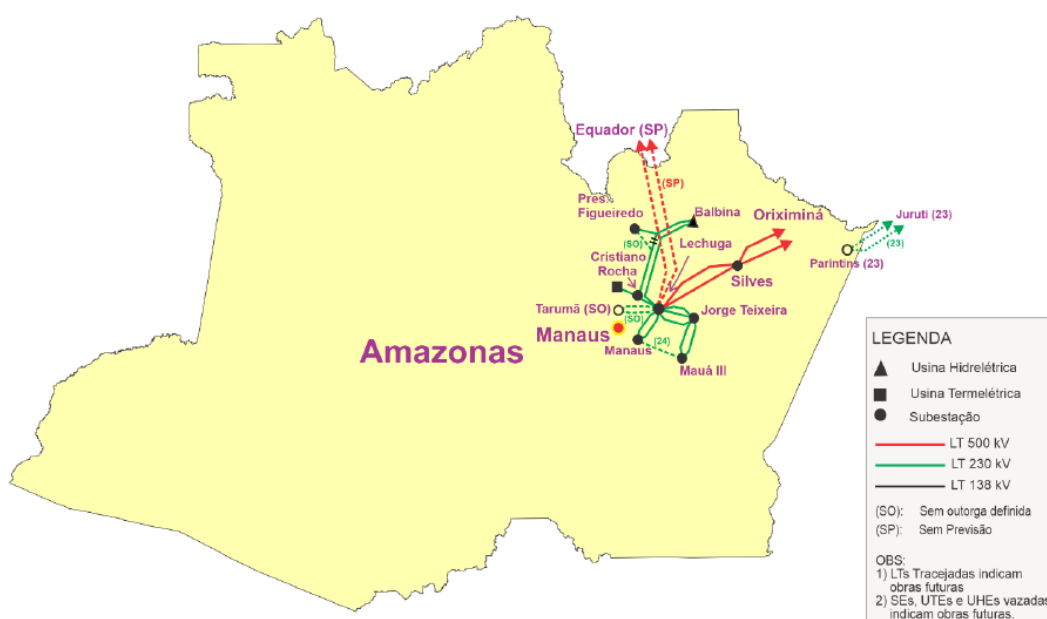 Equador (SP)
(SP)
Pres.
Figueiredo
Balbina
Oriximiná
Juruti (23)
(23)
(SO)
Lechuga
Cristiano
Rocha
Parintins (23)
Silves
Tarumã (SO)
(SO)
Jorge Teixeira
Manaus
Manaus
(24)
Amazonas
Mauá III
LEGENDA
Usina Hidrelétrica
Usina Termelétrica
Subestação
LT 500 kV
LT 230 kV
LT 138 kV
(SO): Sem outorga definida
(SP): Sem Previsão
OBS:
1) LTs Tracejadas indicam
obras futuras
2) SEs, UTEs e UHEs vazadas
indicam obras futuras.